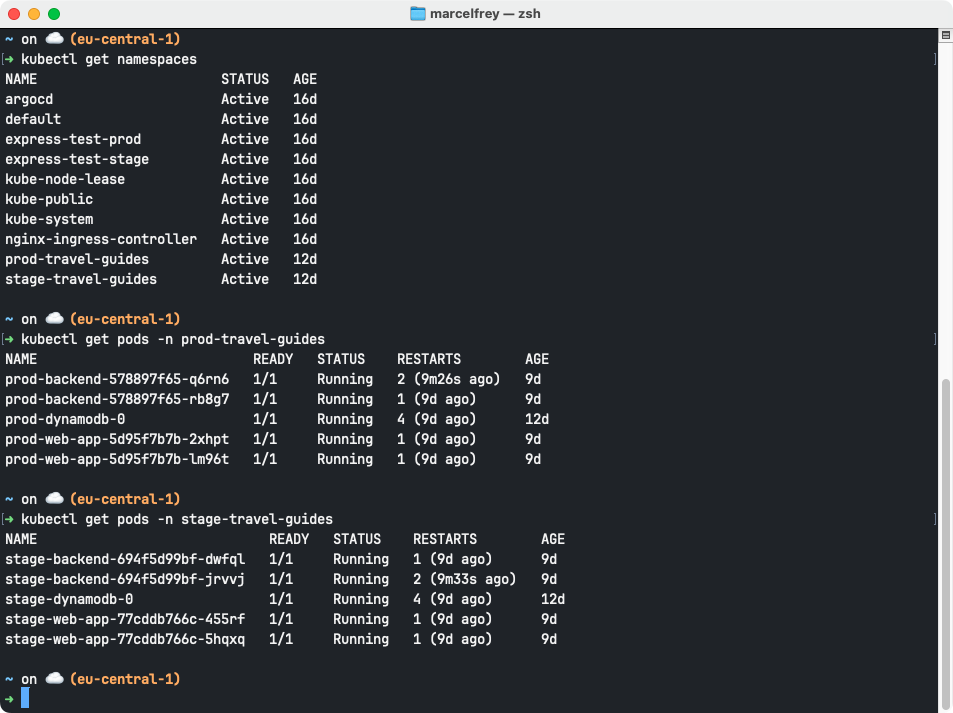 marcelfrey — zsh
~ on ☁️ (eu-central-1)
[➜ kubectl get namespaces ]
NAME STATUS AGE
argocd Active 16d
default Active 16d
express-test-prod Active 16d
express-test-stage Active 16d
kube-node-lease Active 16d
kube-public Active 16d
kube-system Active 16d
nginx-ingress-controller Active 16d
prod-travel-guides Active 12d
stage-travel-guides Active 12d
~ on ☁️ (eu-central-1)
[➜ kubectl get pods -n prod-travel-guides ]
NAME READY STATUS RESTARTS AGE
prod-backend-578897f65-q6rn6 1/1 Running 2 (9m26s ago) 9d
prod-backend-578897f65-rb8g7 1/1 Running 1 (9d ago) 9d
prod-dynamodb-0 1/1 Running 4 (9d ago) 12d
prod-web-app-5d95f7b7b-2xhpt 1/1 Running 1 (9d ago) 9d
prod-web-app-5d95f7b7b-lm96t 1/1 Running 1 (9d ago) 9d
~ on ☁️ (eu-central-1)
[➜ kubectl get pods -n stage-travel-guides ]
NAME READY STATUS RESTARTS AGE
stage-backend-694f5d99bf-dwfql 1/1 Running 1 (9d ago) 9d
stage-backend-694f5d99bf-jrvvj 1/1 Running 2 (9m33s ago) 9d
stage-dynamodb-0 1/1 Running 4 (9d ago) 12d
stage-web-app-77cddb766c-455rf 1/1 Running 1 (9d ago) 9d
stage-web-app-77cddb766c-5hqxq 1/1 Running 1 (9d ago) 9d
~ on ☁️ (eu-central-1)
➜